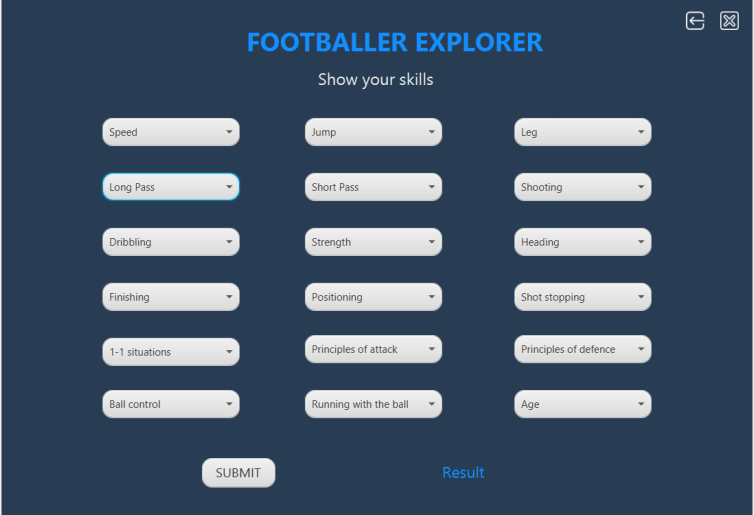 FOOTBALLER EXPLORER
Show your skills
Speed
Jump
Leg
Long Pass
Short Pass
Shooting
Dribbling
Strength
Heading
Finishing
Positioning
Shot stopping
1-1 situations
Principles of attack
Principles of defence
Ball control
Running with the ball
Age
SUBMIT
Result